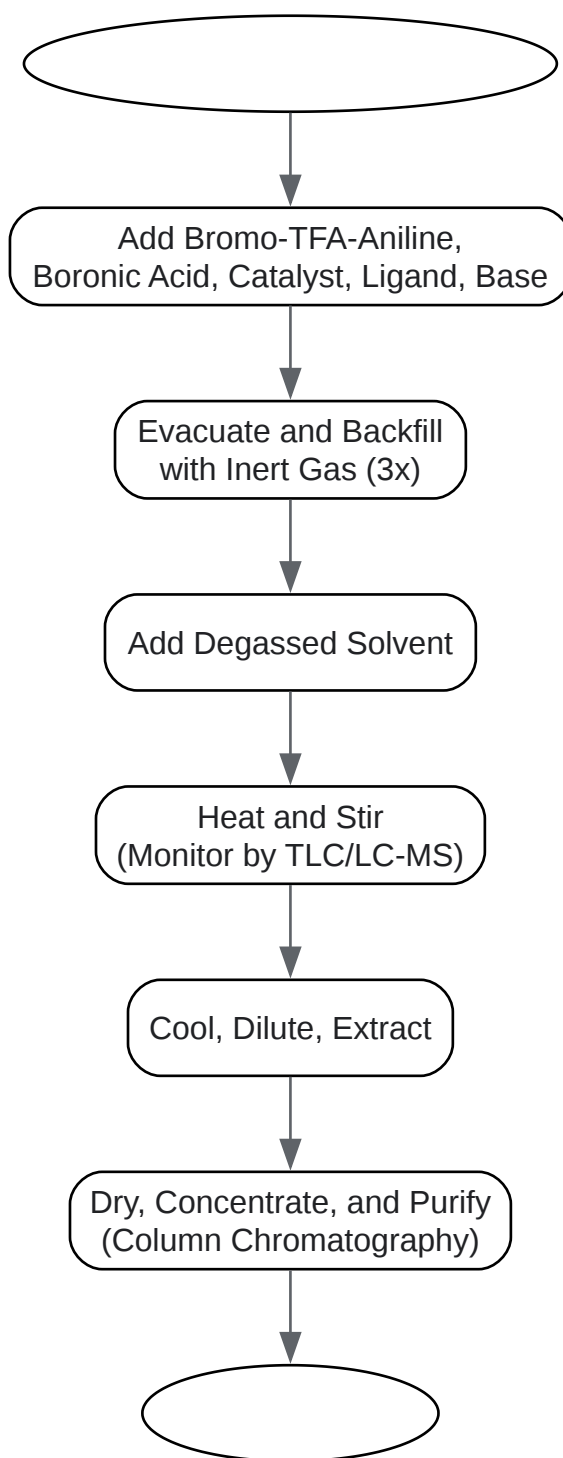 Add Bromo-TFA-Aniline,
Boronic Acid, Catalyst, Ligand, Base
Evacuate and Backfill
with Inert Gas (3x)
Add Degassed Solvent
Heat and Stir
(Monitor by TLC/LC-MS)
Cool, Dilute, Extract
Dry, Concentrate, and Purify
(Column Chromatography)